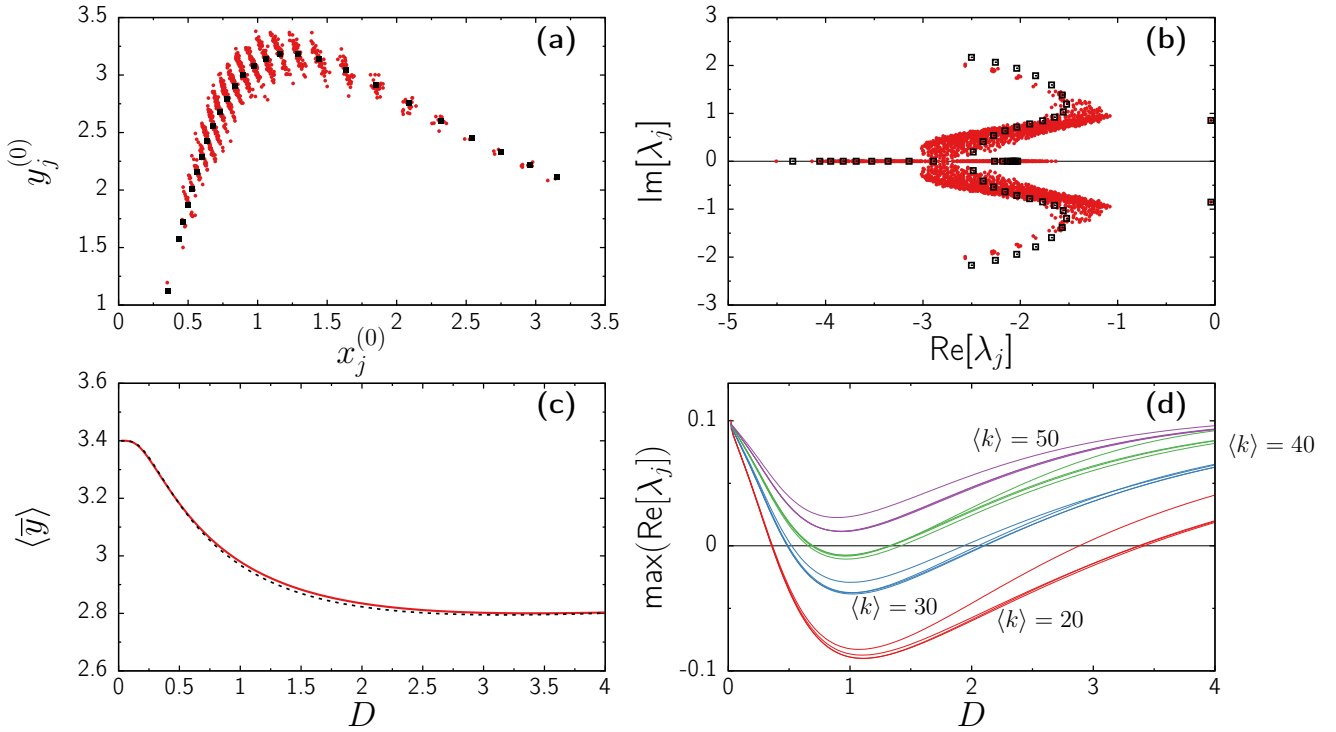 (a)
3.5
3
2.5
2
1.5
1
y_j^{(0)}
0 0.5 1 1.5 2 2.5 3 3.5
x_j^{(0)}
(b)
3
2
1
0
-1
-2
-3
Im[λ_j]
-5 -4 -3 -2 -1 0
Re[λ_j]
(c)
3.6
3.4
3.2
3.0
2.8
2.6
⟨y̅⟩
0 0.5 1 1.5 2 2.5 3 3.5 4
D
(d)
0.1
0
-0.1
max(Re[λ_j])
⟨k⟩ = 50
⟨k⟩ = 40
⟨k⟩ = 30
⟨k⟩ = 20
0 1 2 3 4
D